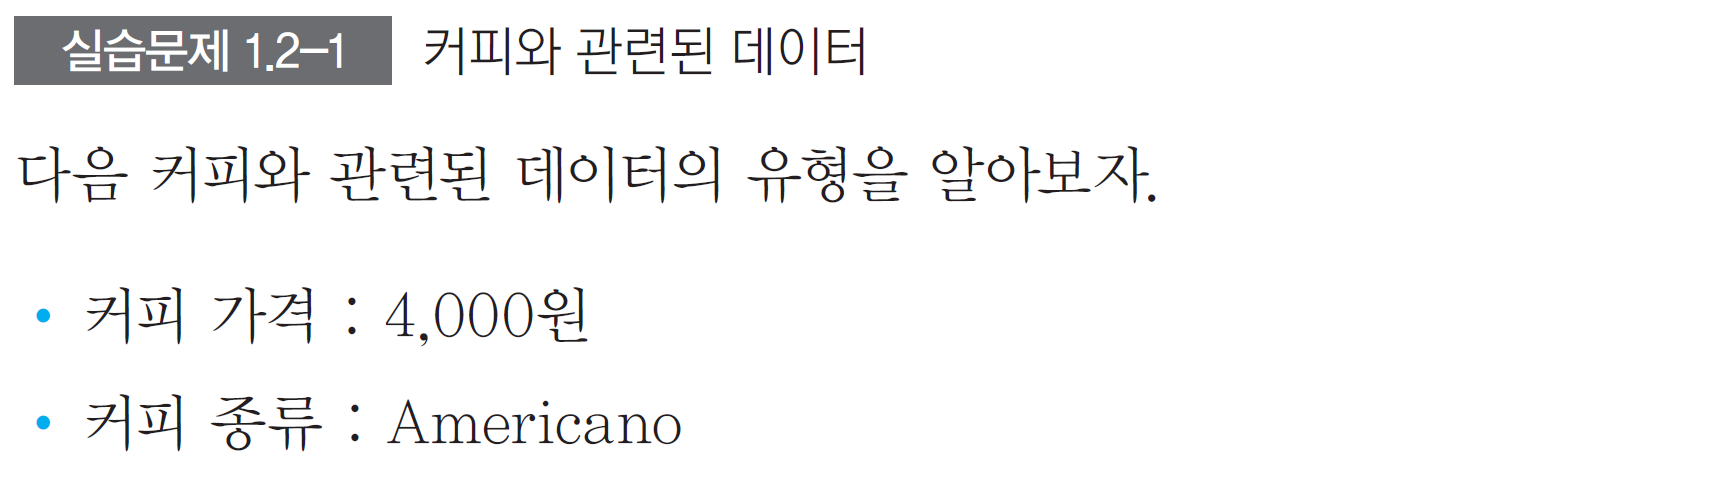 실습문제 1.2-1 커피와 관련된 데이터
다음 커피와 관련된 데이터의 유형을 알아보자.
• 커피 가격 : 4,000원
• 커피 종류 : Americano